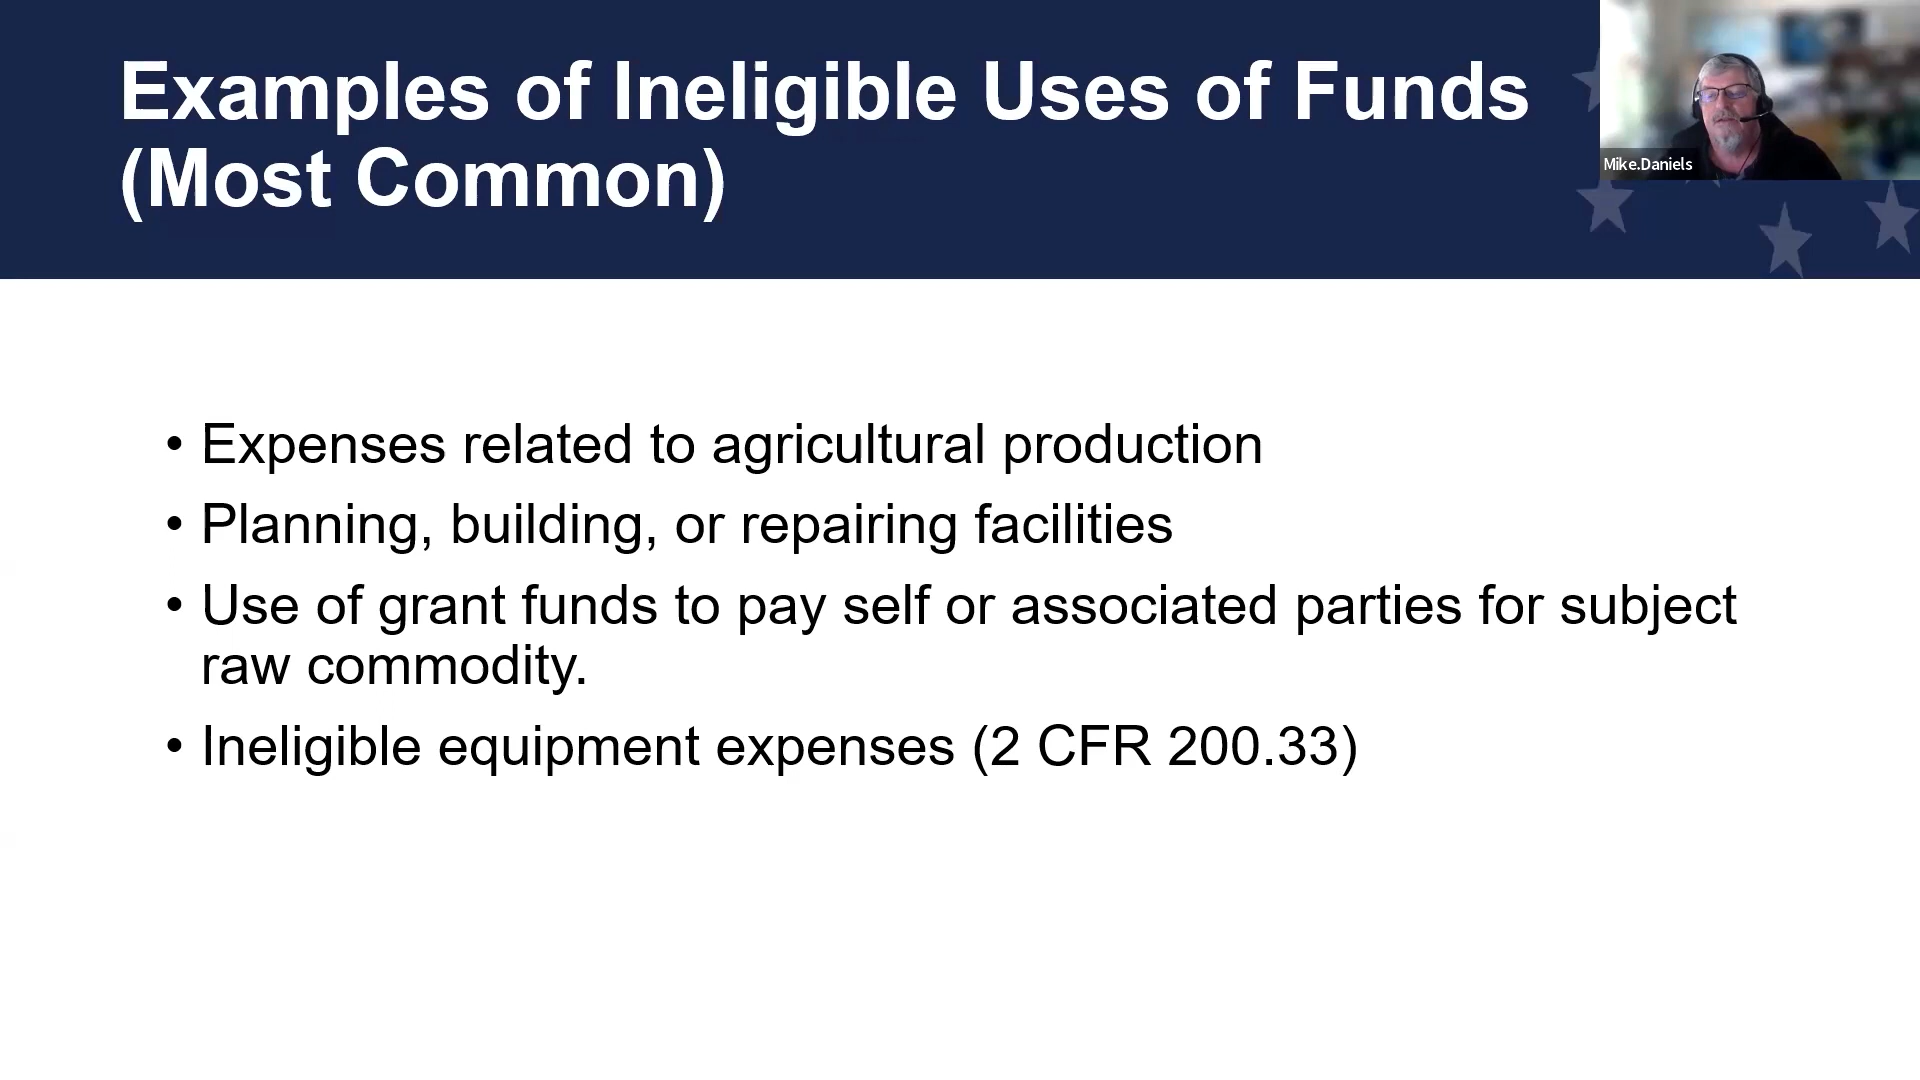 Examples of Ineligible Uses of Funds
(Most Common)
Mike.Daniels
• Expenses related to agricultural production
• Planning, building, or repairing facilities
• Use of grant funds to pay self or associated parties for subject
raw commodity.
• Ineligible equipment expenses (2 CFR 200.33)